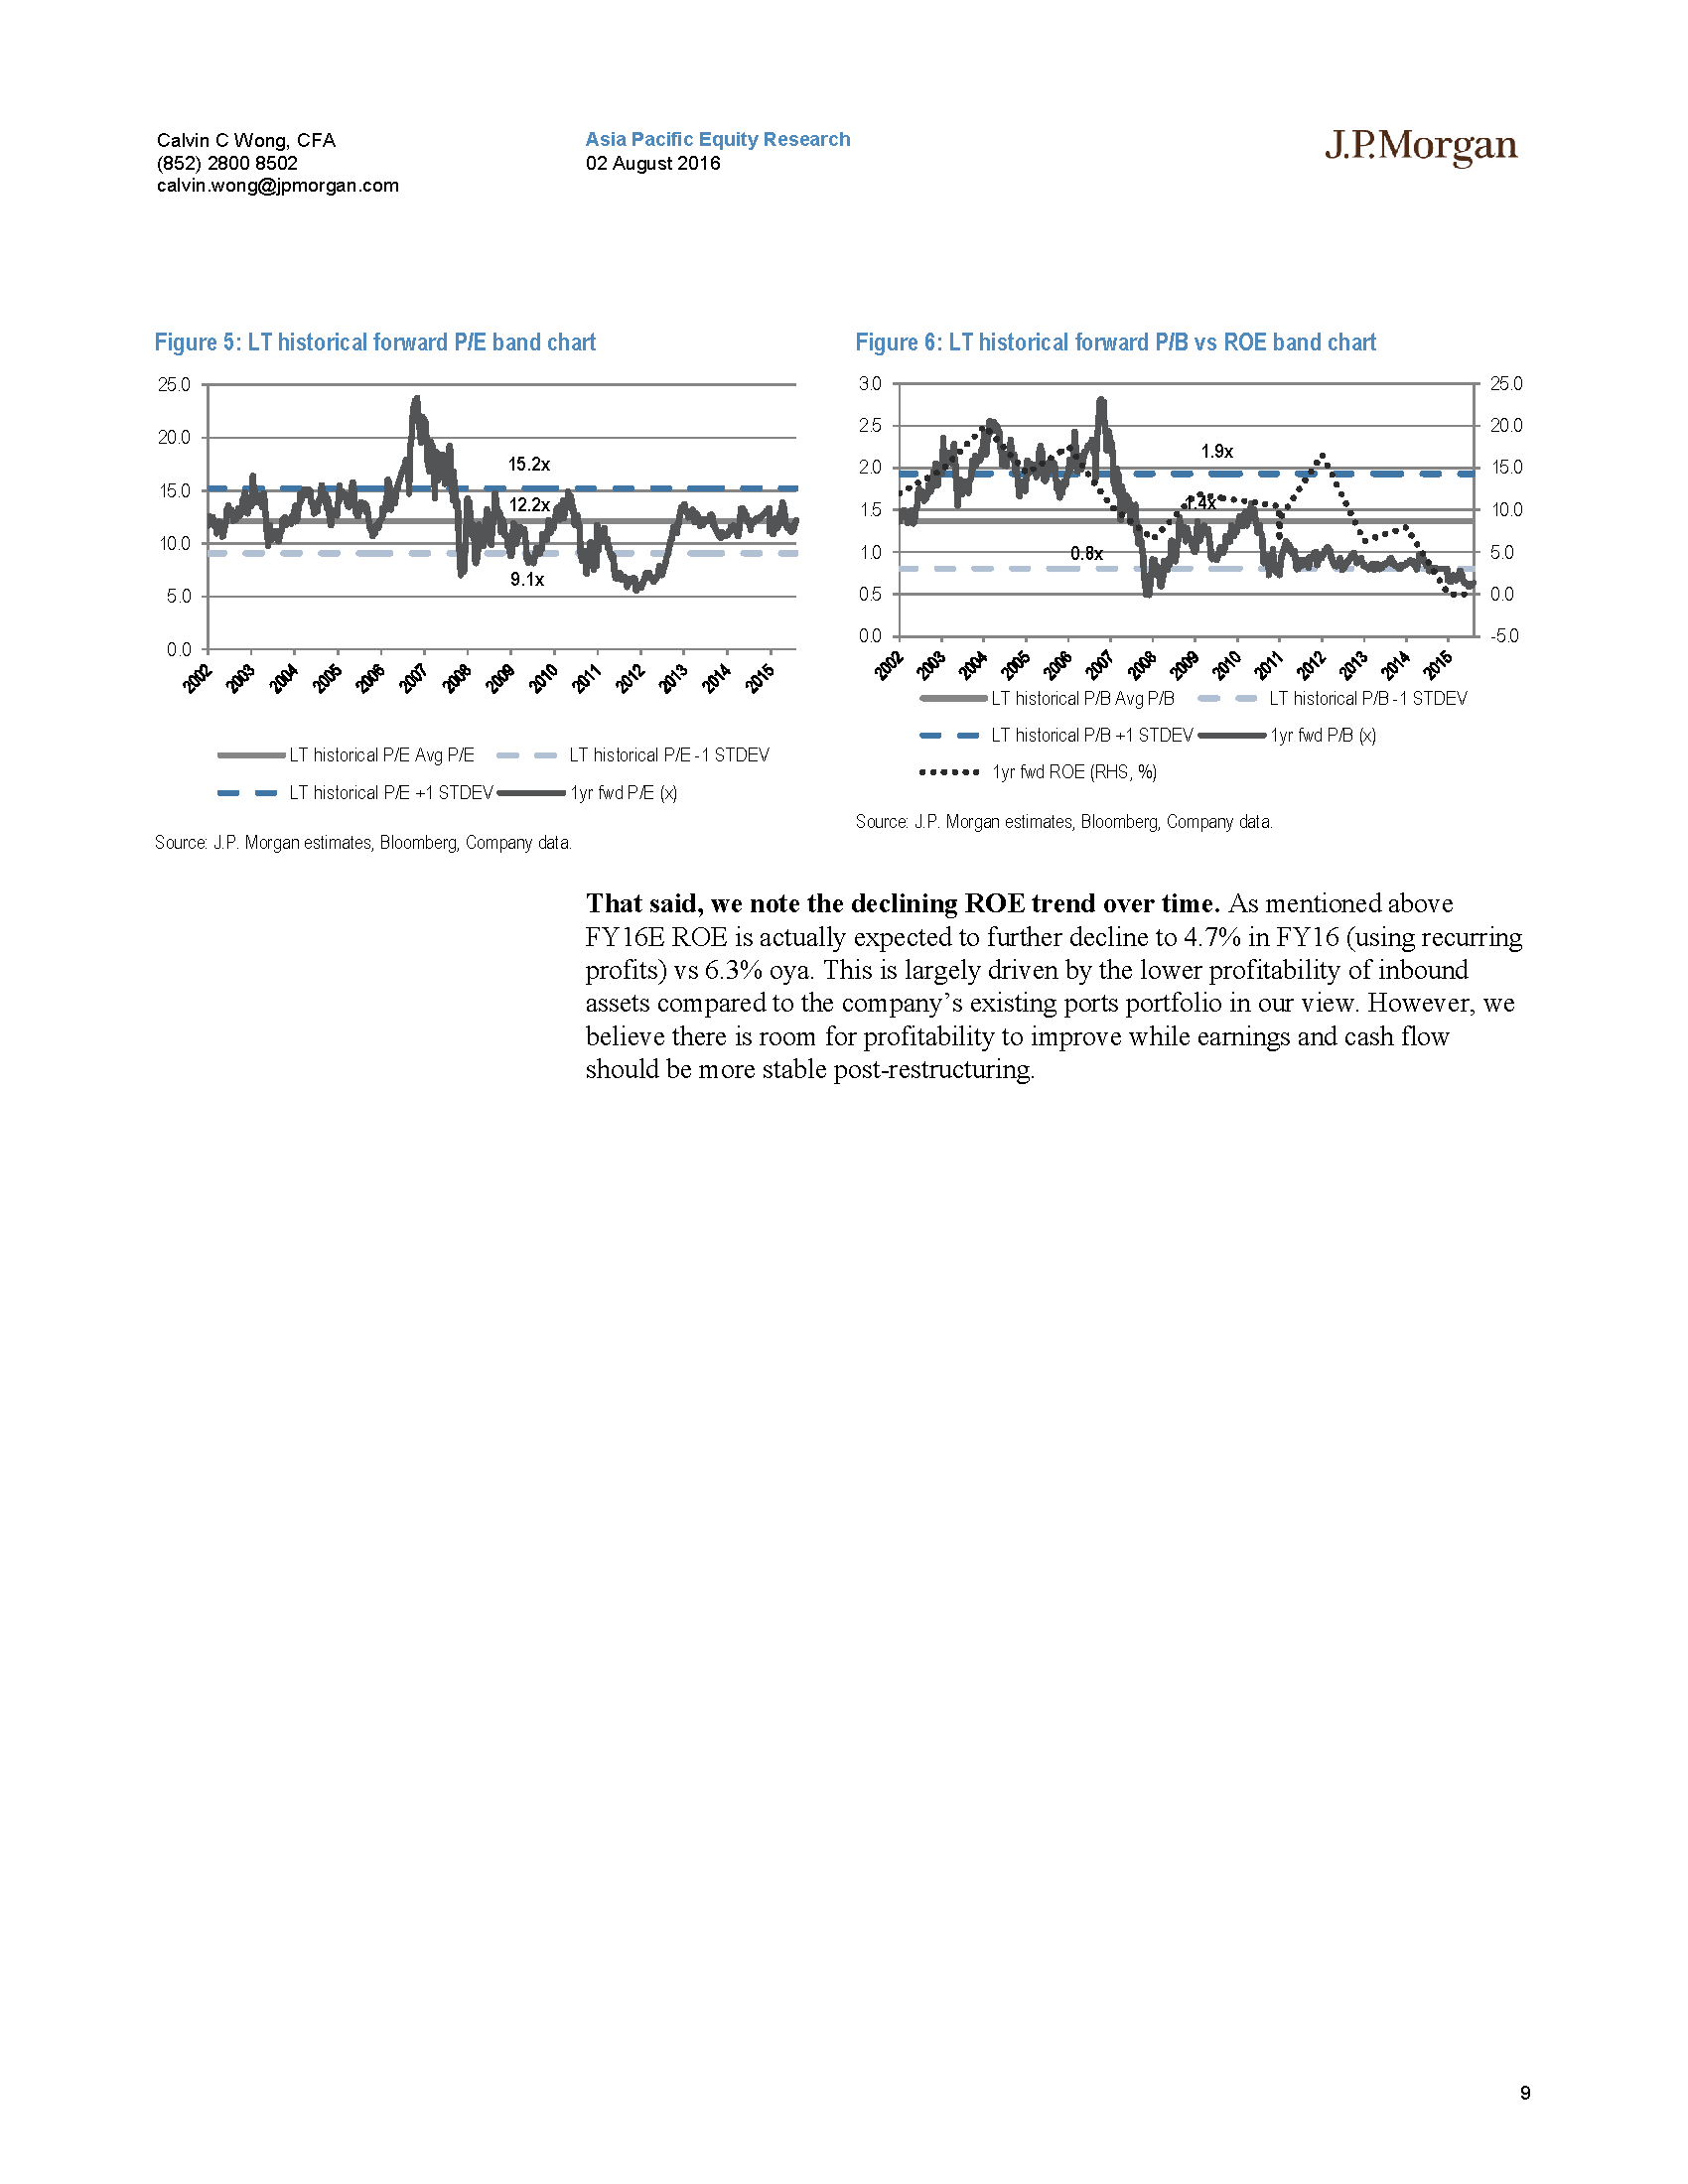 Calvin C Wong, CFA
(852) 2800 8502
calvin.wong@jpmorgan.com
Asia Pacific Equity Research
02 August 2016
J.P.Morgan
Figure 5: LT historical forward P/E band chart
25.0
20.0
15.0
10.0
5.0
0.0
15.2x
12.2x
9.1x
2002 2003 2004 2005 2006 2007 2008 2009 2010 2011 2012 2013 2014 2015
LT historical P/E Avg P/E
LT historical P/E -1 STDEV
LT historical P/E +1 STDEV
1yr fwd P/E (x)
Source: J.P. Morgan estimates, Bloomberg, Company data.
Figure 6: LT historical forward P/B vs ROE band chart
3.0
2.5
2.0
1.5
1.0
0.5
0.0
1.9x
1.4x
0.8x
25.0
20.0
15.0
10.0
5.0
0.0
-5.0
2002 2003 2004 2005 2006 2007 2008 2009 2010 2011 2012 2013 2014 2015
LT historical P/B Avg P/B
LT historical P/B -1 STDEV
LT historical P/B +1 STDEV
1yr fwd P/B (x)
1yr fwd ROE (RHS, %)
Source: J.P. Morgan estimates, Bloomberg, Company data.
That said, we note the declining ROE trend over time. As mentioned above
FY16E ROE is actually expected to further decline to 4.7% in FY16 (using recurring
profits) vs 6.3% oya. This is largely driven by the lower profitability of inbound
assets compared to the company's existing ports portfolio in our view. However, we
believe there is room for profitability to improve while earnings and cash flow
should be more stable post-restructuring.
9